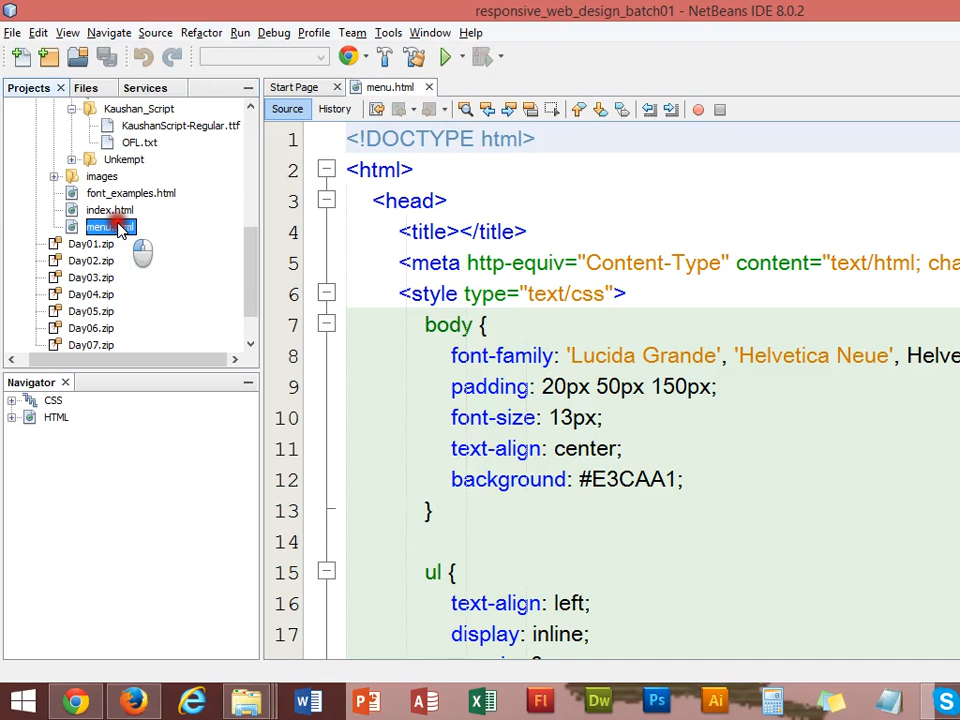 responsive_web_design_batch01 - NetBeans IDE 8.0.2
File Edit View Navigate Source Refactor Run Debug Profile Team Tools Window Help
Projects Files Services
Start Page menu.html
Source History
Kaushan_Script
KaushanScript-Regular.ttf
OFL.txt
Unkempt
images
font_examples.html
index.html
menu.html
Day01.zip
Day02.zip
Day03.zip
Day04.zip
Day05.zip
Day06.zip
Day07.zip
Navigator
CSS
HTML
1 <!DOCTYPE html>
2 <html>
3 <head>
4 <title></title>
5 <meta http-equiv="Content-Type" content="text/html; cha
6 <style type="text/css">
7 body {
8 font-family: 'Lucida Grande', 'Helvetica Neue', Helve
9 padding: 20px 50px 150px;
10 font-size: 13px;
11 text-align: center;
12 background: #E3CAA1;
13 }
14
15 ul {
16 text-align: left;
17 display: inline;